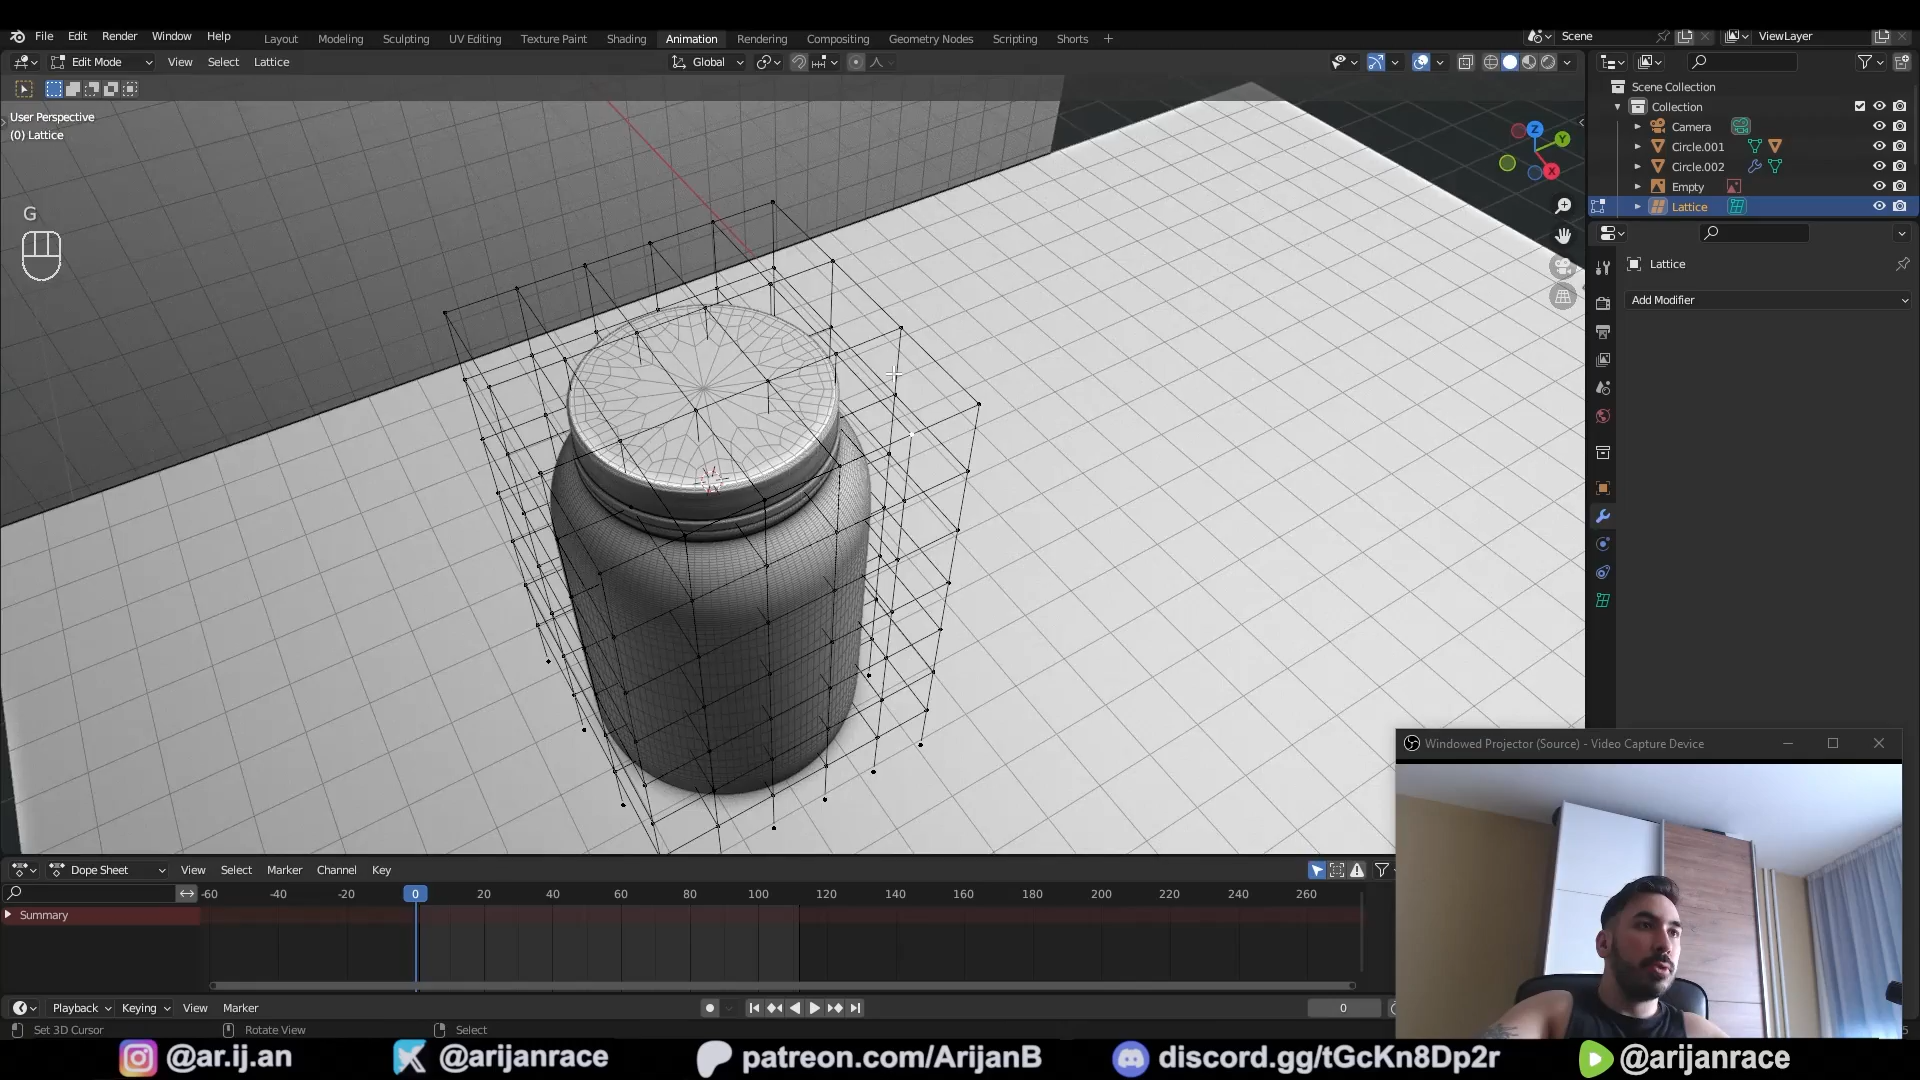 File Edit Render Window Help
Layout Modeling Sculpting UV Editing Texture Paint Shading Animation Rendering Compositing Geometry Nodes Scripting Shorts +
Scene
ViewLayer
Edit Mode View Select Lattice
Global
User Perspective
(0) Lattice
G
Z
Y
X
Scene Collection
Collection
Camera
Circle.001
Circle.002
Empty
Lattice
Lattice
Add Modifier
Windowed Projector (Source) - Video Capture Device
Dope Sheet View Select Marker Channel Key
-60 -40 -20 0 20 40 60 80 100 120 140 160 180 200 220 240 260
Summary
Playback Keying View Marker
0
Set 3D Cursor
Rotate View
Select
@ar.ij.an
@arijanrace
patreon.com/ArijanB
discord.gg/tGcKn8Dp2r
@arijanrace